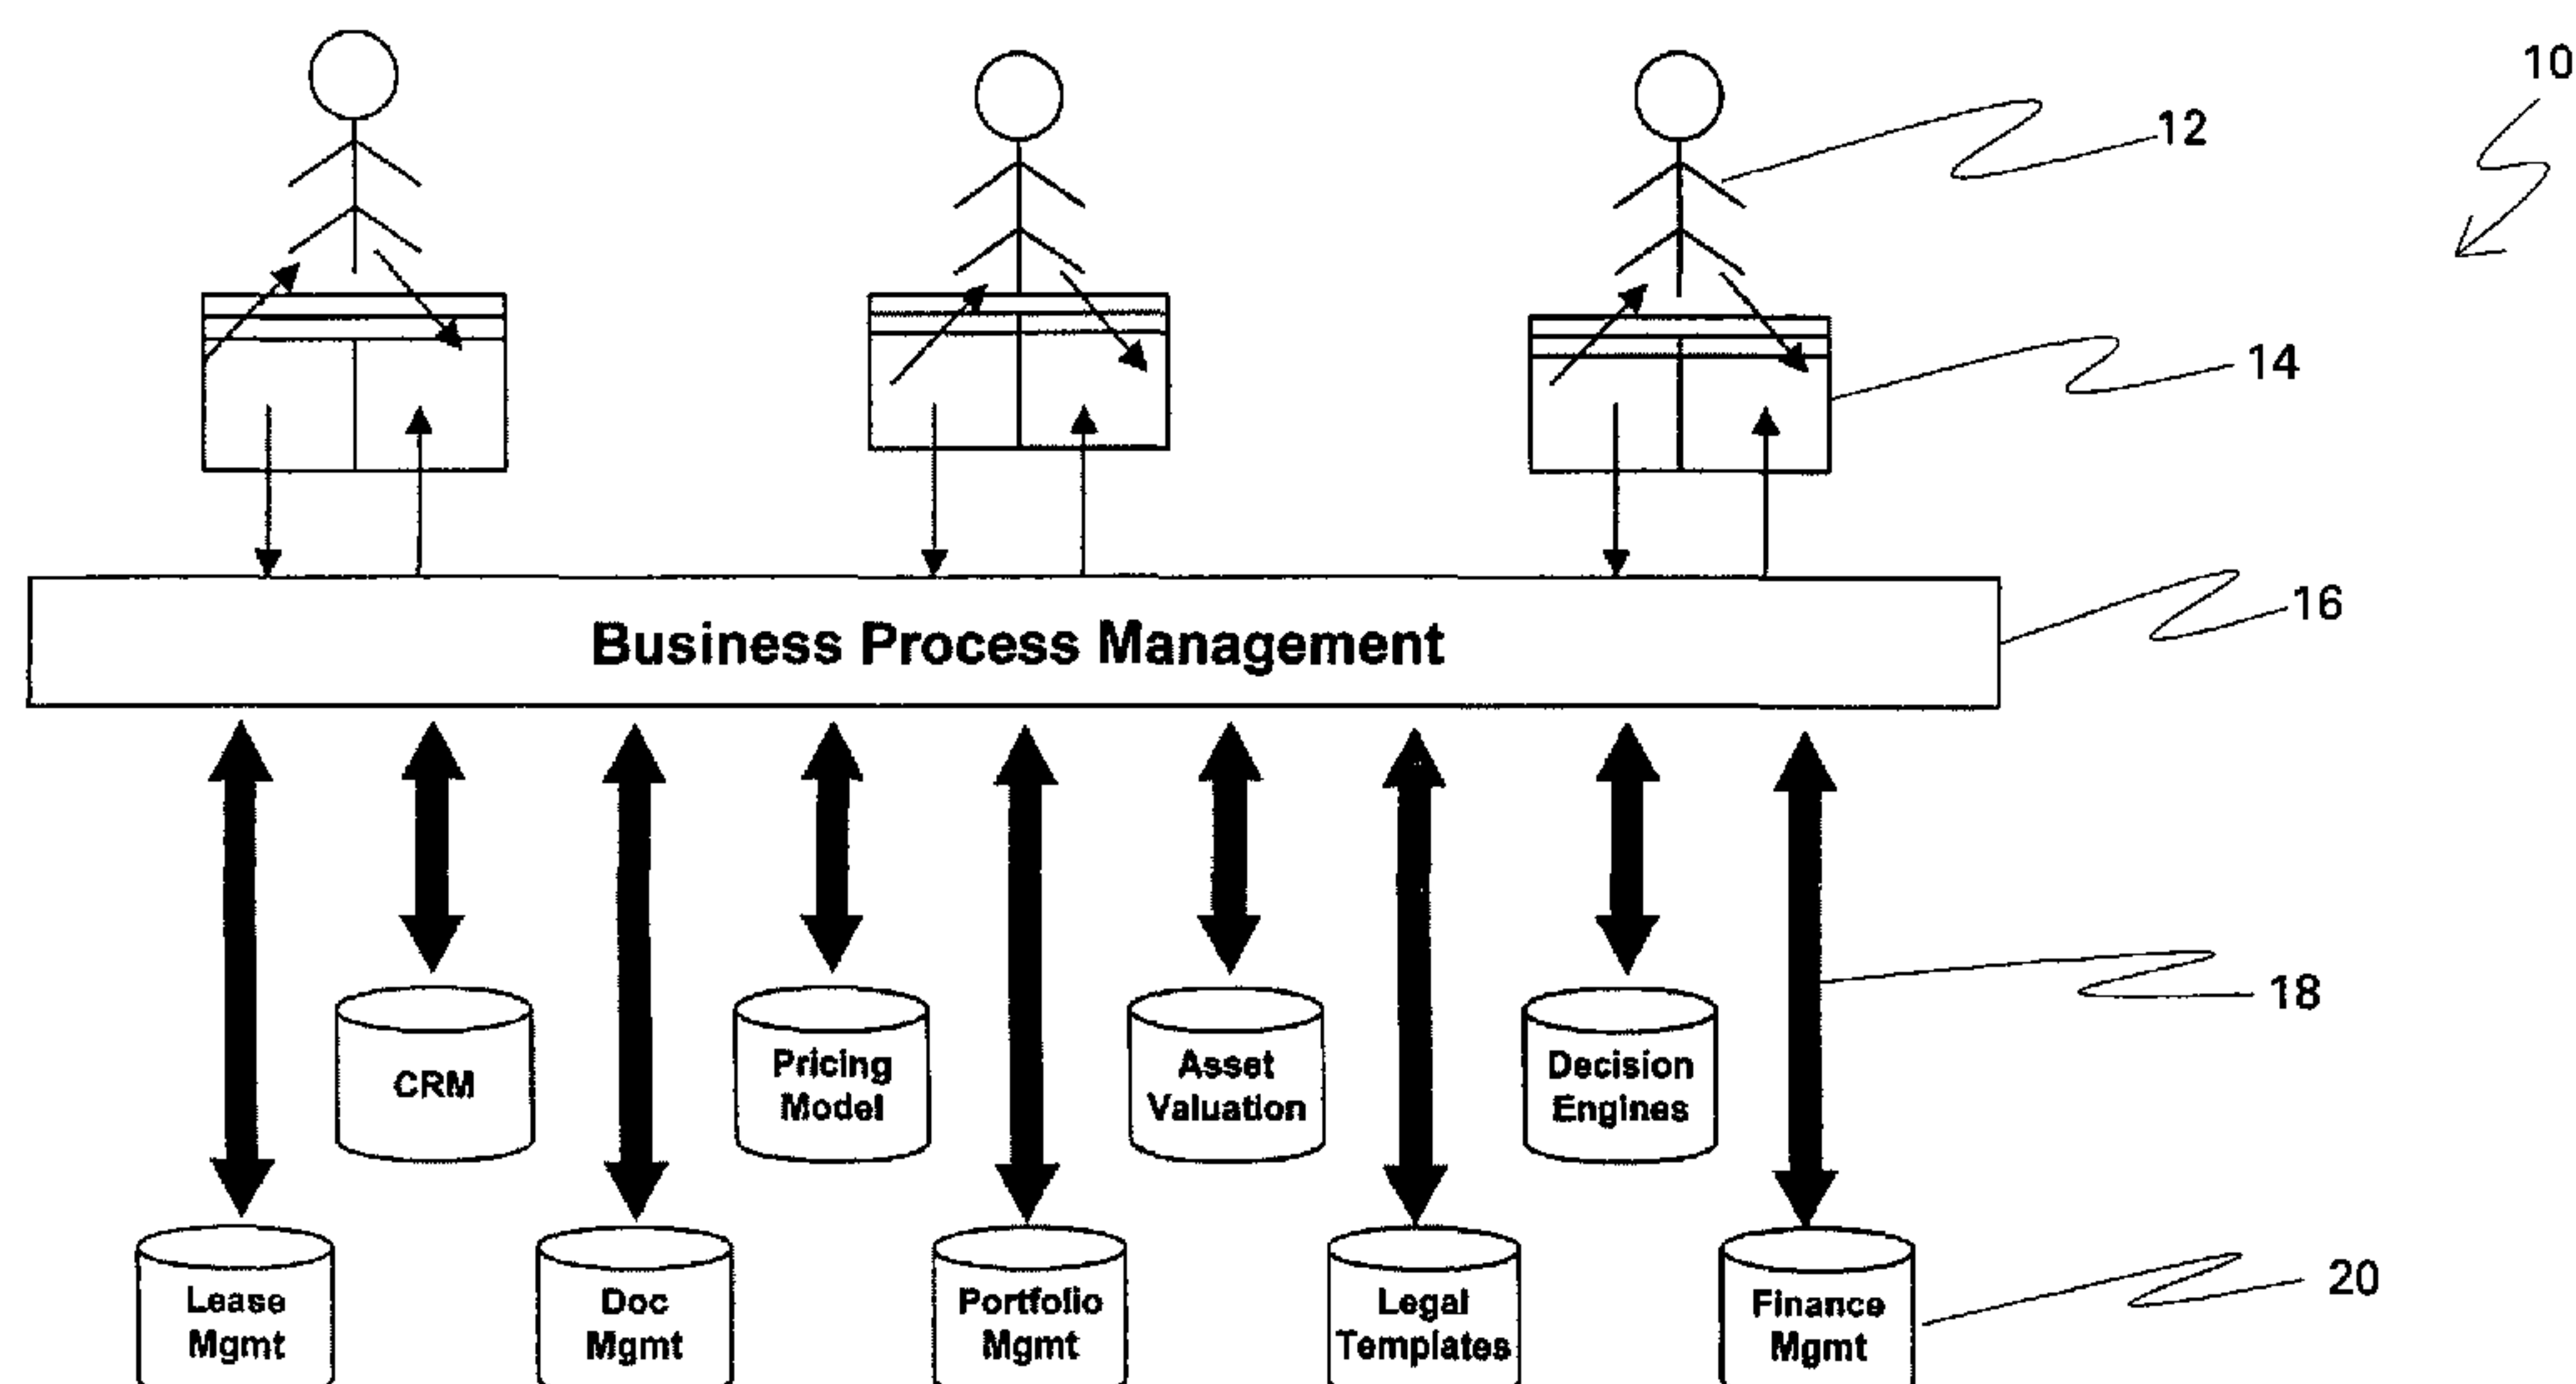 10
12
14
Business Process Management
16
18
CRM
Pricing
Model
Asset
Valuation
Decision
Engines
Lease
Mgmt
Doc
Mgmt
Portfolio
Mgmt
Legal
Templates
Finance
Mgmt
20